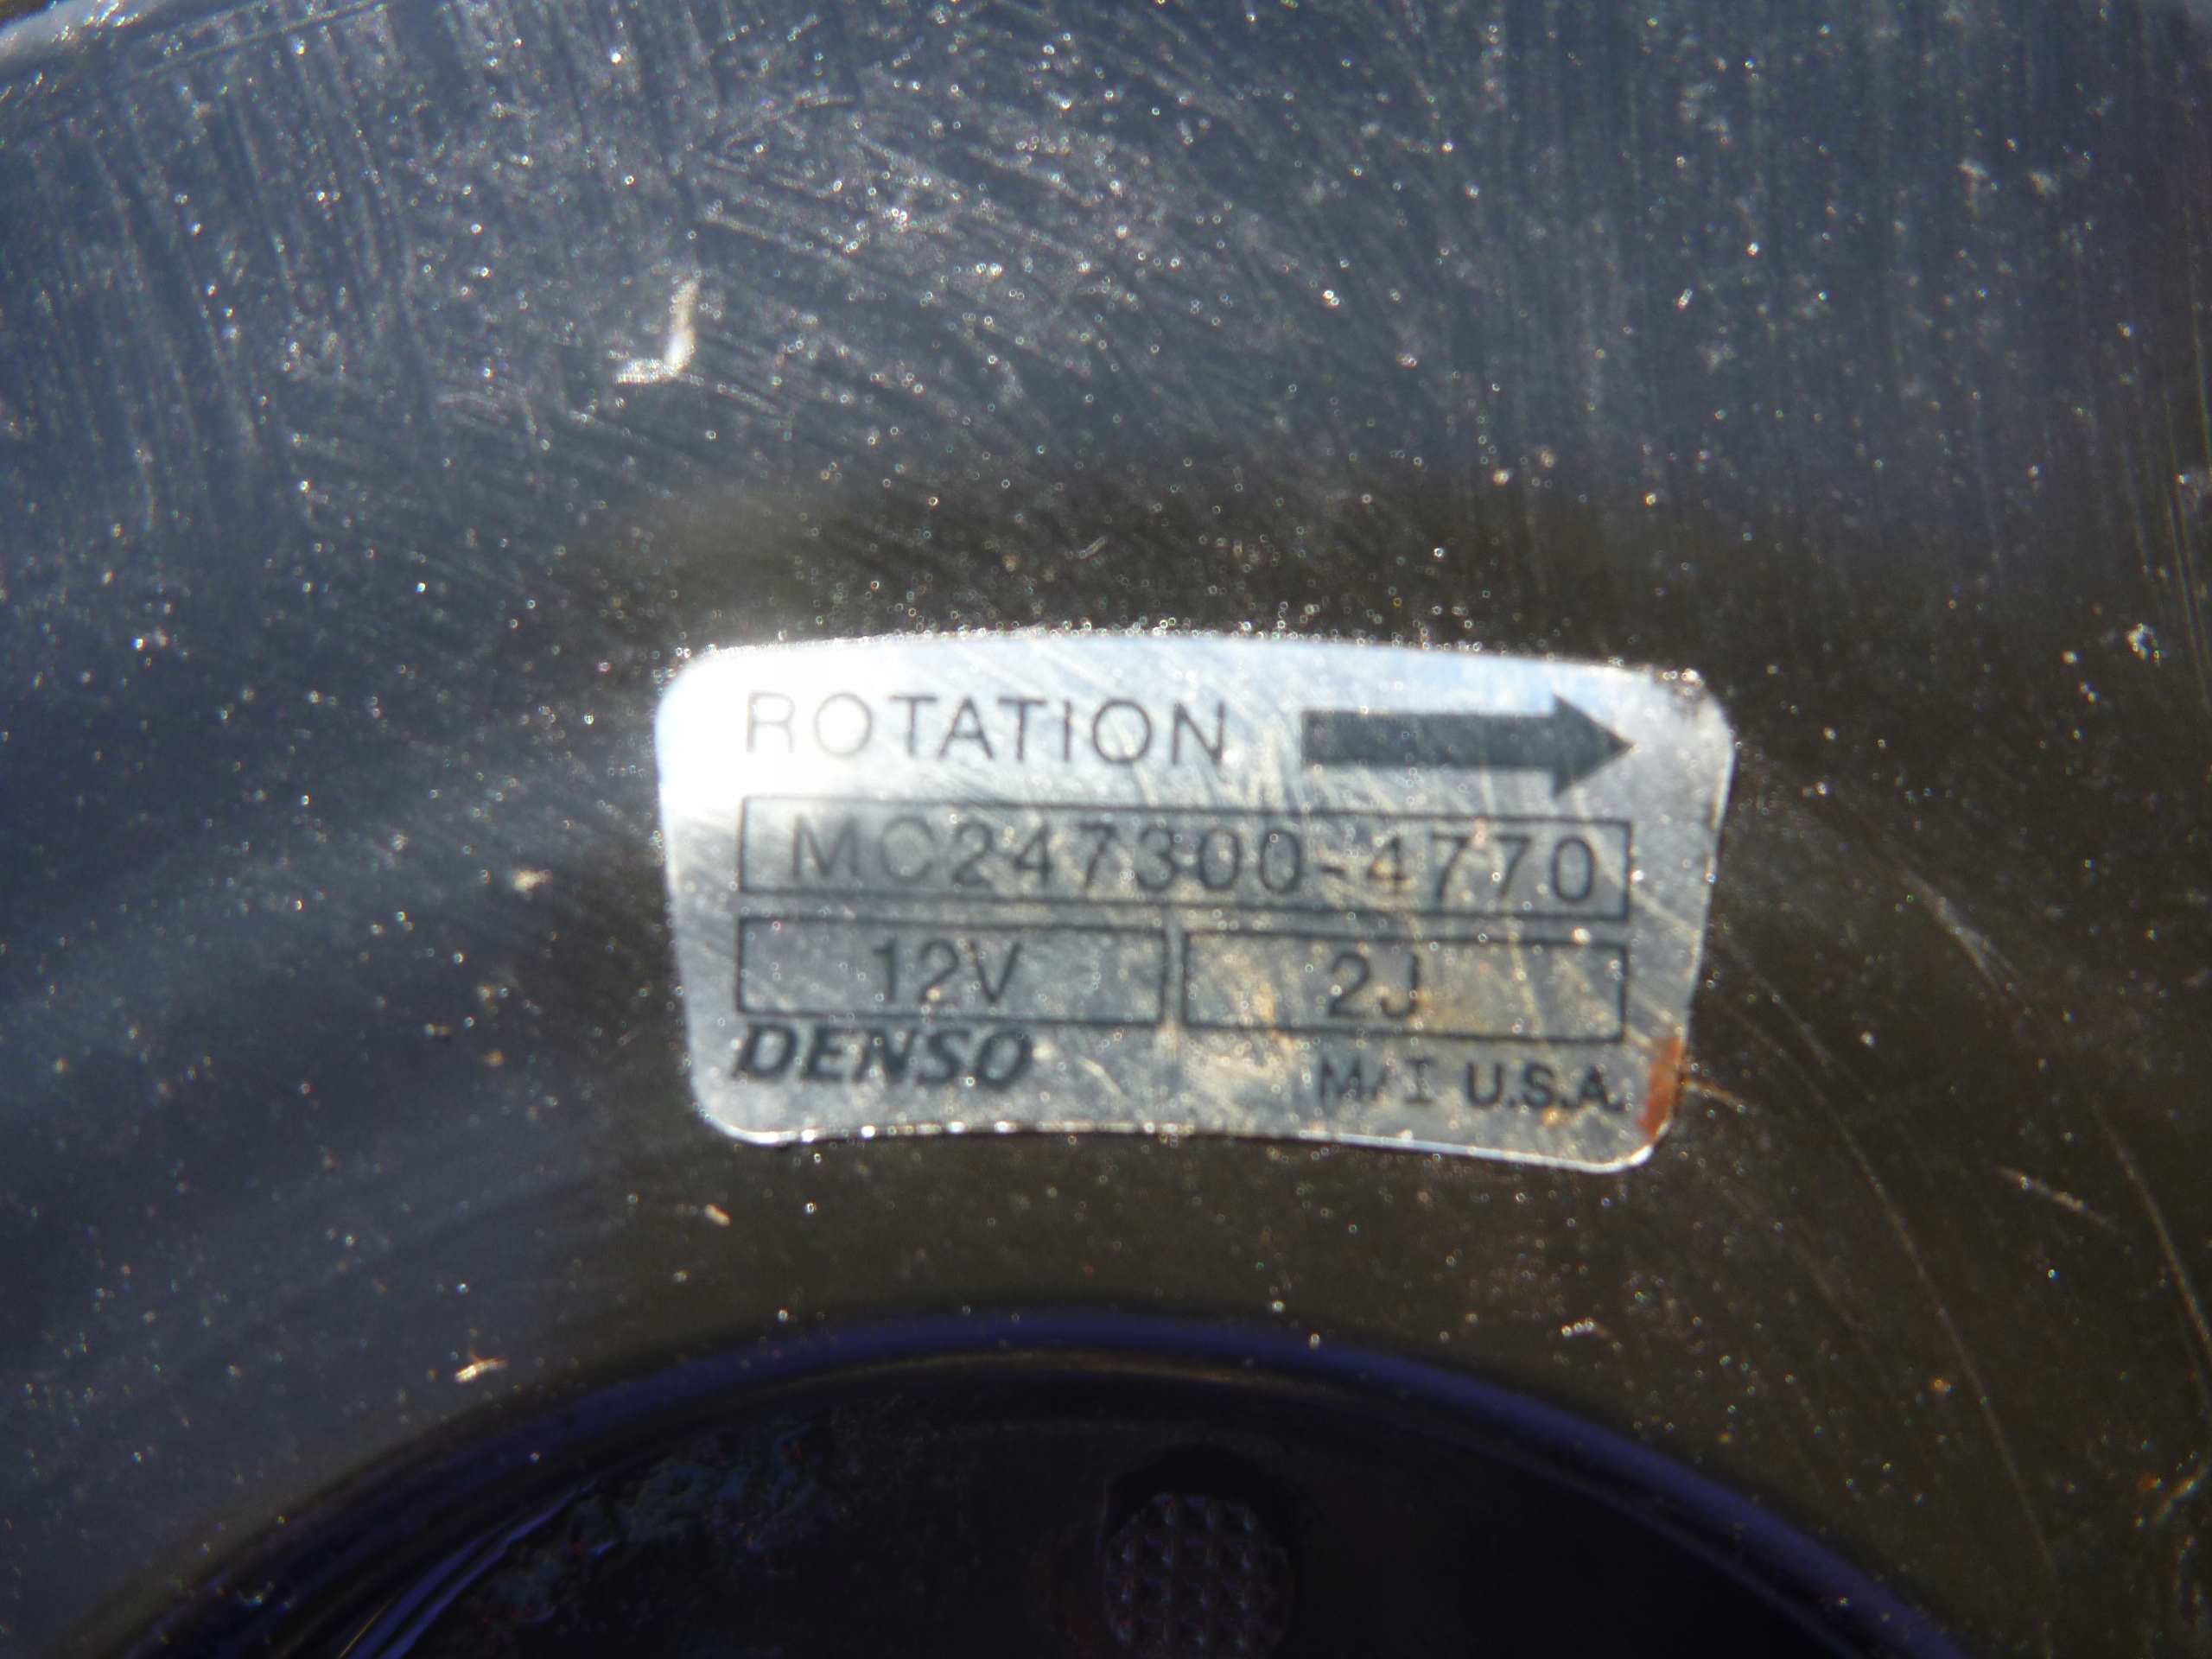 ROTATION
MC247300-4770
12V 2J
DENSO M/I U.S.A.